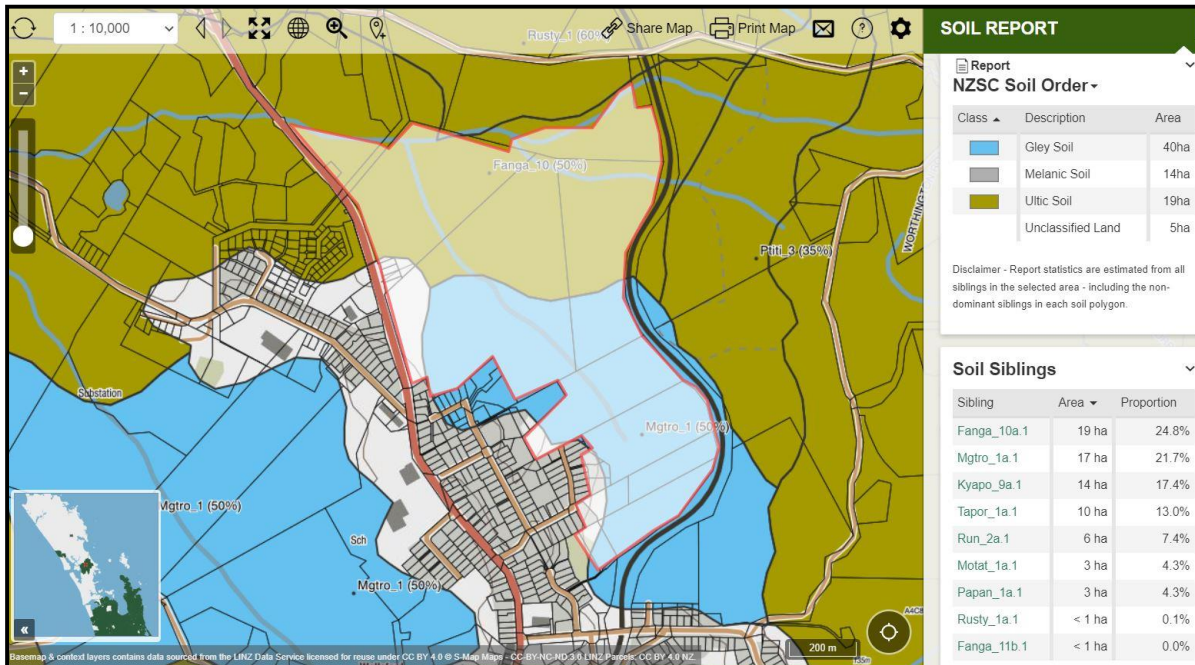 1 : 10,000
Share Map
Print Map
?
+
−
Rusty_1 (60%)
Fanga_10 (50%)
Ptiti_3 (35%)
WORTHINGTON
Substation
Mgtro_1 (50%)
Mgtro_1 (50%)
Sch
Mgtro_1 (50%)
«
200 m
Basemap & context layers contains data sourced from the LINZ Data Service licensed for reuse under CC BY 4.0 © S-Map Maps - CC-BY-NC-ND 3.0 LINZ Parcels: CC BY 4.0 NZ.
SOIL REPORT
Report
NZSC Soil Order
Class Description Area
Gley Soil 40ha
Melanic Soil 14ha
Ultic Soil 19ha
Unclassified Land 5ha
Disclaimer - Report statistics are estimated from all
siblings in the selected area - including the non-
dominant siblings in each soil polygon.
Soil Siblings
Sibling Area Proportion
Fanga_10a.1 19 ha 24.8%
Mgtro_1a.1 17 ha 21.7%
Kyapo_9a.1 14 ha 17.4%
Tapor_1a.1 10 ha 13.0%
Run_2a.1 6 ha 7.4%
Motat_1a.1 3 ha 4.3%
Papan_1a.1 3 ha 4.3%
Rusty_1a.1 < 1 ha 0.1%
Fanga_11b.1 < 1 ha 0.0%